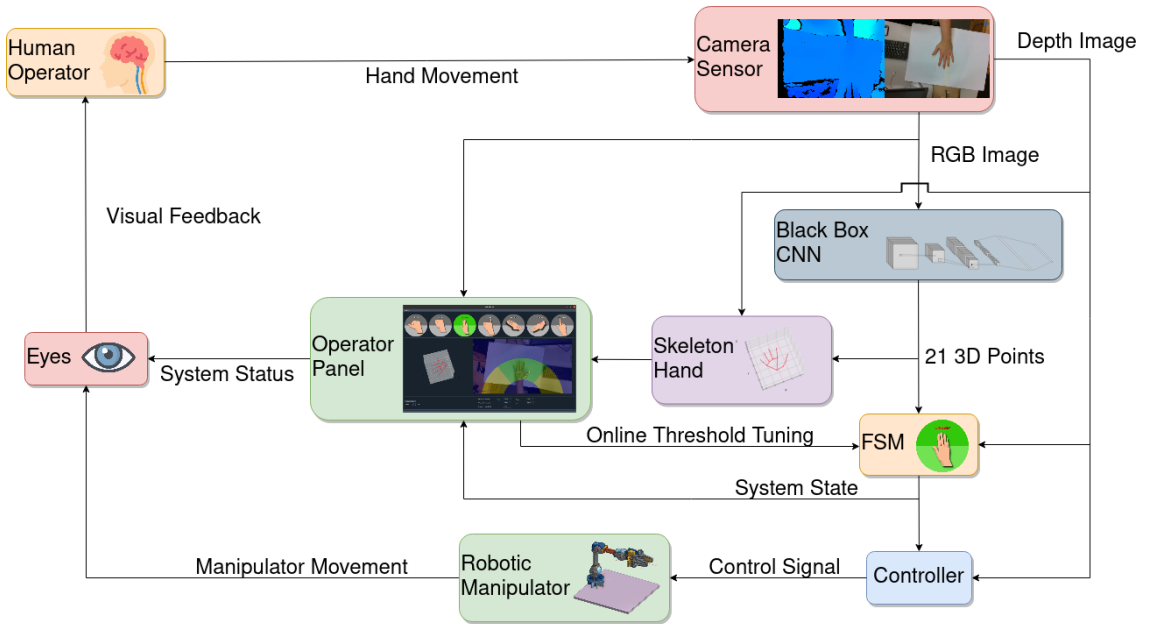 Human
Operator
Hand Movement
Camera
Sensor
Depth Image
RGB Image
Visual Feedback
Black Box
CNN
Eyes
System Status
Operator
Panel
Skeleton
Hand
21 3D Points
Online Threshold Tuning
FSM
System State
Manipulator Movement
Robotic
Manipulator
Control Signal
Controller